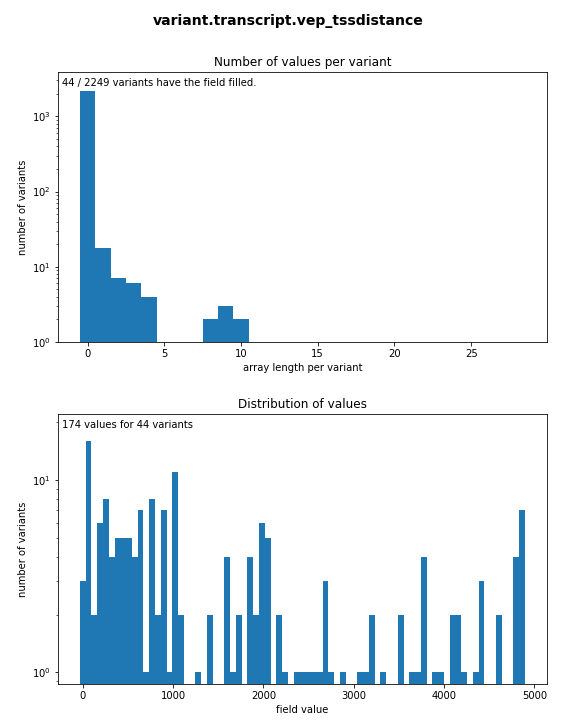 variant.transcript.vep_tssdistance
Number of values per variant
44 / 2249 variants have the field filled.
number of variants
10³
10²
10¹
10⁰
0 5 10 15 20 25
array length per variant
Distribution of values
174 values for 44 variants
number of variants
10¹
10⁰
0 1000 2000 3000 4000 5000
field value